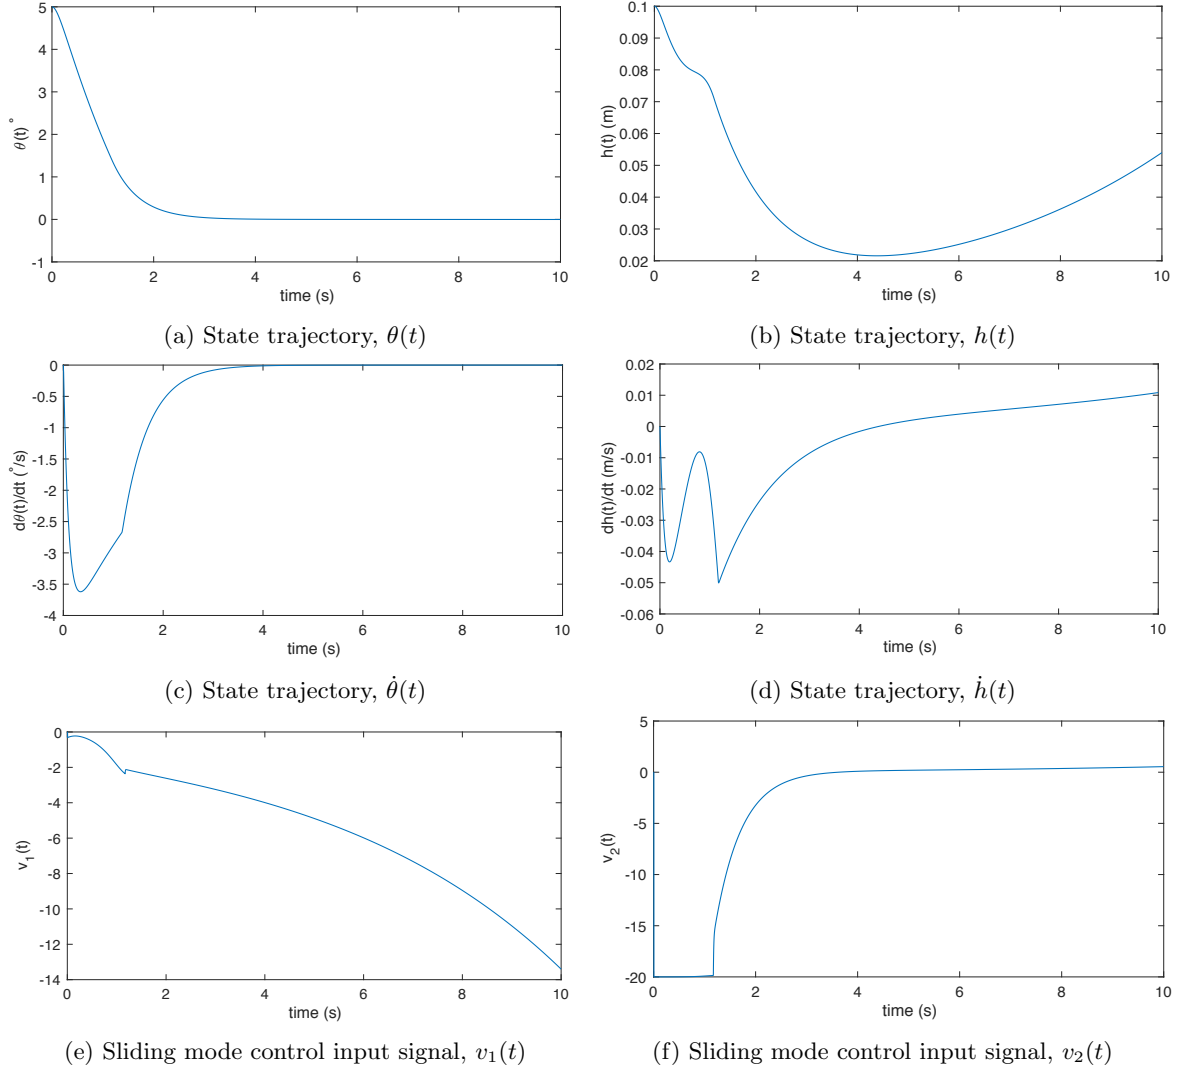 5
4
3
2
1
0
-1
θ(t) °
0 2 4 6 8 10
time (s)
(a) State trajectory, θ(t)
0.1
0.09
0.08
0.07
0.06
0.05
0.04
0.03
0.02
h(t) (m)
0 2 4 6 8 10
time (s)
(b) State trajectory, h(t)
0
-0.5
-1
-1.5
-2
-2.5
-3
-3.5
-4
dθ(t)/dt (°/s)
0 2 4 6 8 10
time (s)
(c) State trajectory, θ̇(t)
0.02
0.01
0
-0.01
-0.02
-0.03
-0.04
-0.05
-0.06
dh(t)/dt (m/s)
0 2 4 6 8 10
time (s)
(d) State trajectory, ḣ(t)
0
-2
-4
-6
-8
-10
-12
-14
v₁(t)
0 2 4 6 8 10
time (s)
(e) Sliding mode control input signal, v₁(t)
5
0
-5
-10
-15
-20
v₂(t)
0 2 4 6 8 10
time (s)
(f) Sliding mode control input signal, v₂(t)